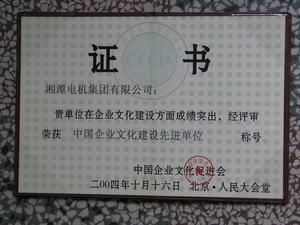 证书
湘潭电机集团有限公司：
贵单位在企业文化建设方面成绩突出，经评审
荣获 中国企业文化建设先进单位 称号
中国企业文化促进会
二00四年十月十六日 北京·人民大会堂